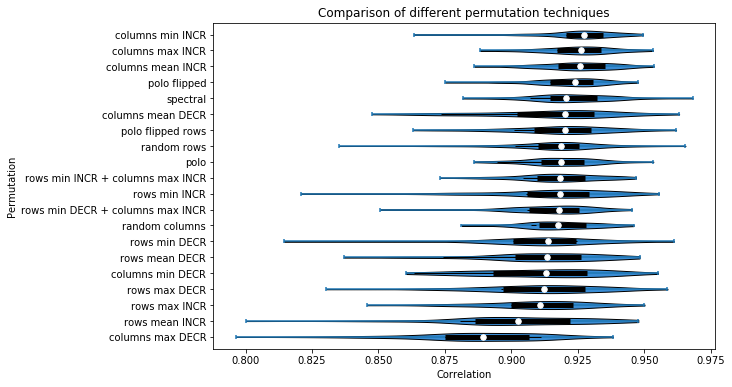 Comparison of different permutation techniques
Permutation
columns min INCR
columns max INCR
columns mean INCR
polo flipped
spectral
columns mean DECR
polo flipped rows
random rows
polo
rows min INCR + columns max INCR
rows min INCR
rows min DECR + columns max INCR
random columns
rows min DECR
rows mean DECR
columns min DECR
rows max DECR
rows max INCR
rows mean INCR
columns max DECR
0.800 0.825 0.850 0.875 0.900 0.925 0.950 0.975
Correlation